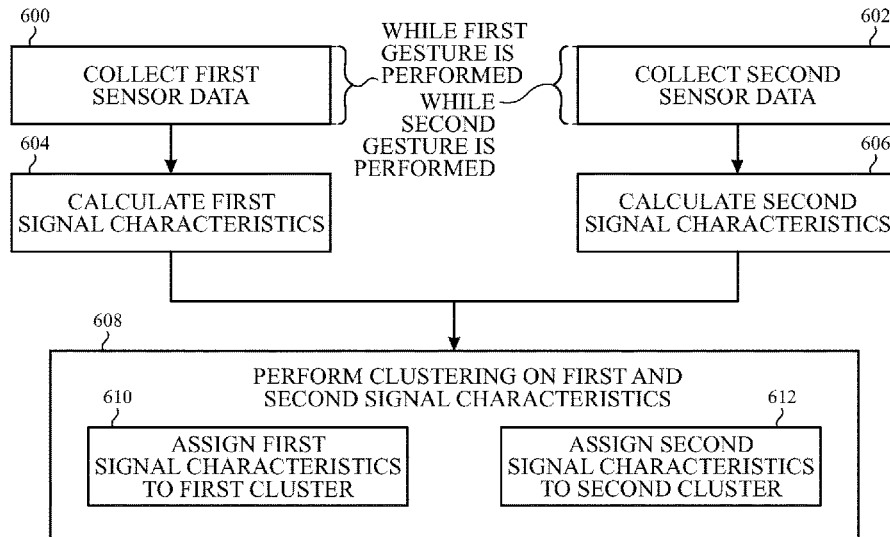 600
COLLECT FIRST
SENSOR DATA
WHILE FIRST
GESTURE IS
PERFORMED
WHILE
SECOND
GESTURE IS
PERFORMED
602
COLLECT SECOND
SENSOR DATA
604
CALCULATE FIRST
SIGNAL CHARACTERISTICS
606
CALCULATE SECOND
SIGNAL CHARACTERISTICS
608
PERFORM CLUSTERING ON FIRST AND
SECOND SIGNAL CHARACTERISTICS
610
ASSIGN FIRST
SIGNAL CHARACTERISTICS
TO FIRST CLUSTER
612
ASSIGN SECOND
SIGNAL CHARACTERISTICS
TO SECOND CLUSTER